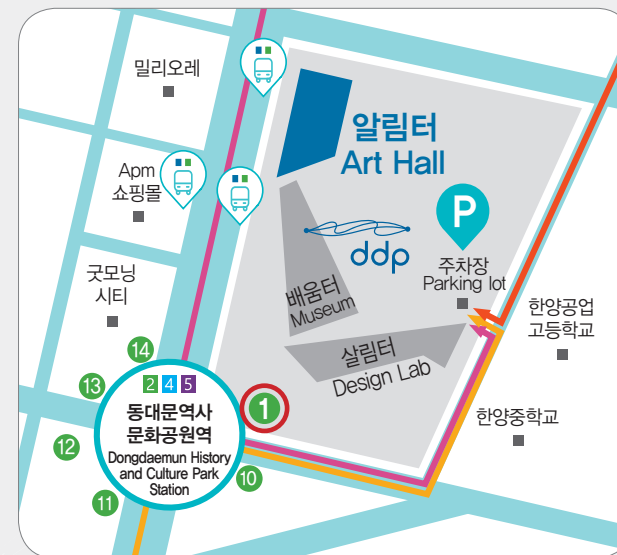 밀리오레
Apm
쇼핑몰
굿모닝
시티
알림터
Art Hall
ddp
배움터
Museum
P
주차장
Parking lot
살림터
Design Lab
한양공업
고등학교
한양중학교
14
13
12
11
10
1
2 4 5
동대문역사
문화공원역
Dongdaemun History
and Culture Park
Station